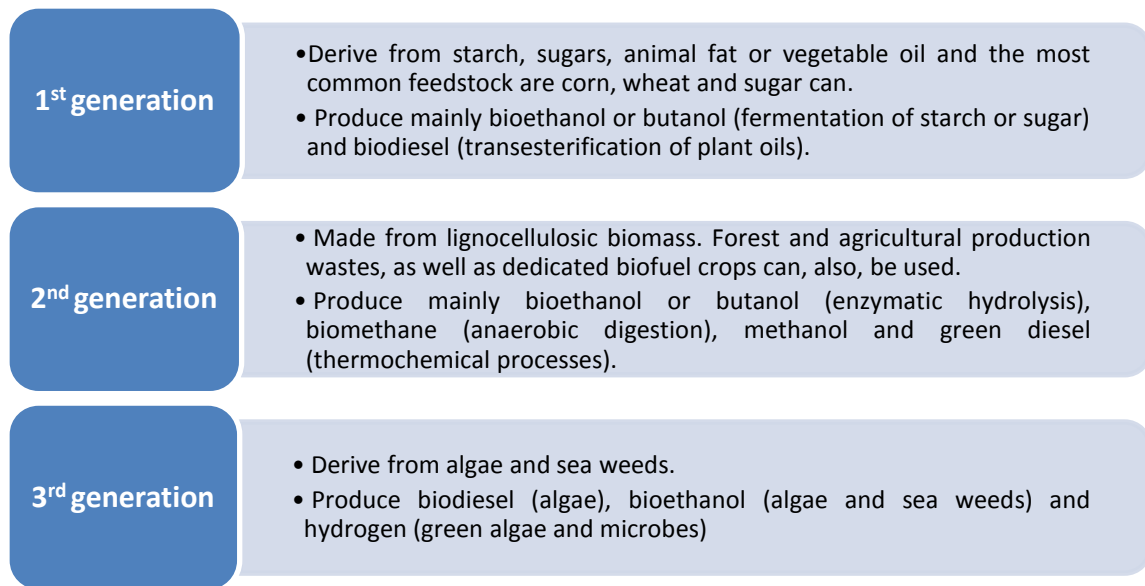 1st generation
•Derive from starch, sugars, animal fat or vegetable oil and the most
common feedstock are corn, wheat and sugar can.
• Produce mainly bioethanol or butanol (fermentation of starch or sugar)
and biodiesel (transesterification of plant oils).
2nd generation
• Made from lignocellulosic biomass. Forest and agricultural production
wastes, as well as dedicated biofuel crops can, also, be used.
• Produce mainly bioethanol or butanol (enzymatic hydrolysis),
biomethane (anaerobic digestion), methanol and green diesel
(thermochemical processes).
3rd generation
• Derive from algae and sea weeds.
• Produce biodiesel (algae), bioethanol (algae and sea weeds) and
hydrogen (green algae and microbes)